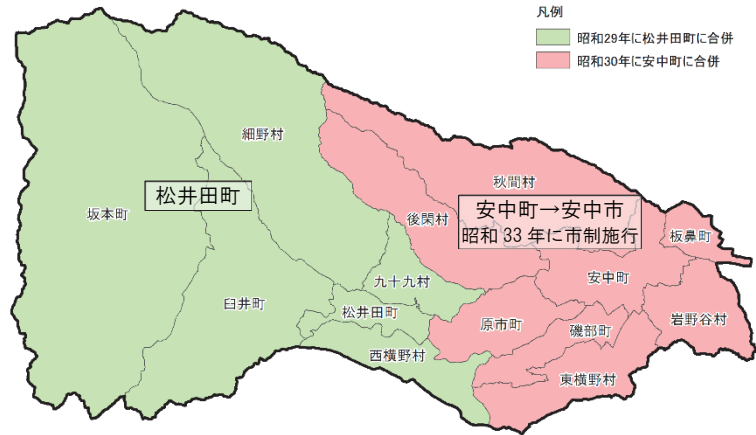 凡例
昭和29年に松井田町に合併
昭和30年に安中町に合併
細野村
秋間村
松井田町
坂本町
後閑村
安中町→安中市
昭和33年に市制施行
板鼻町
九十九村
安中町
臼井町
松井田町
原市町
磯部町
岩野谷村
西横野村
東横野村